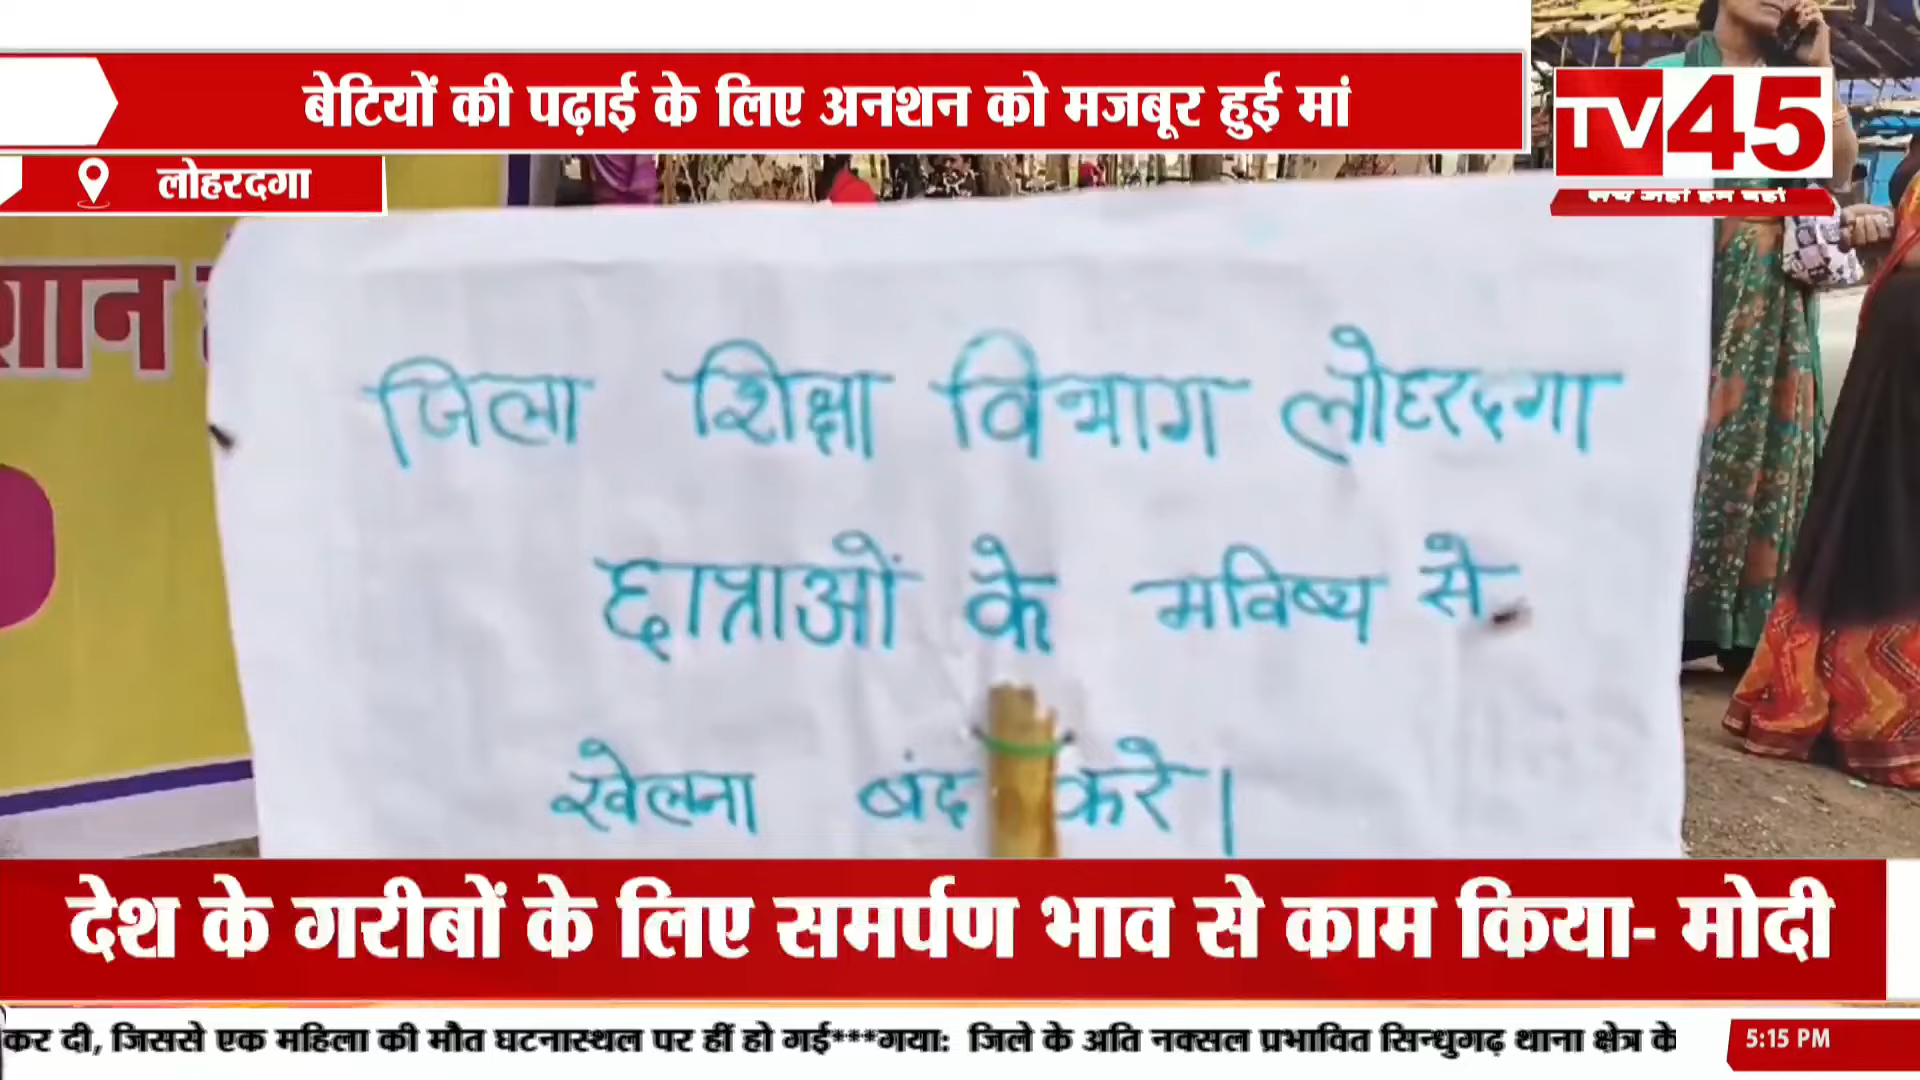 बेटियों की पढ़ाई के लिए अनशन को मजबूर हुई मां
TV45
लोहरदगा
शान
जिला शिक्षा विभाग लोहरदगा
छात्राओं के भविष्य से
खेलना बंद करे।
देश के गरीबों के लिए समर्पण भाव से काम किया- मोदी
कर दी, जिससे एक महिला की मौत घटनास्थल पर हीं हो गई***गया: जिले के अति नक्सल प्रभावित सिन्धुगढ़ थाना क्षेत्र के
5:15 PM